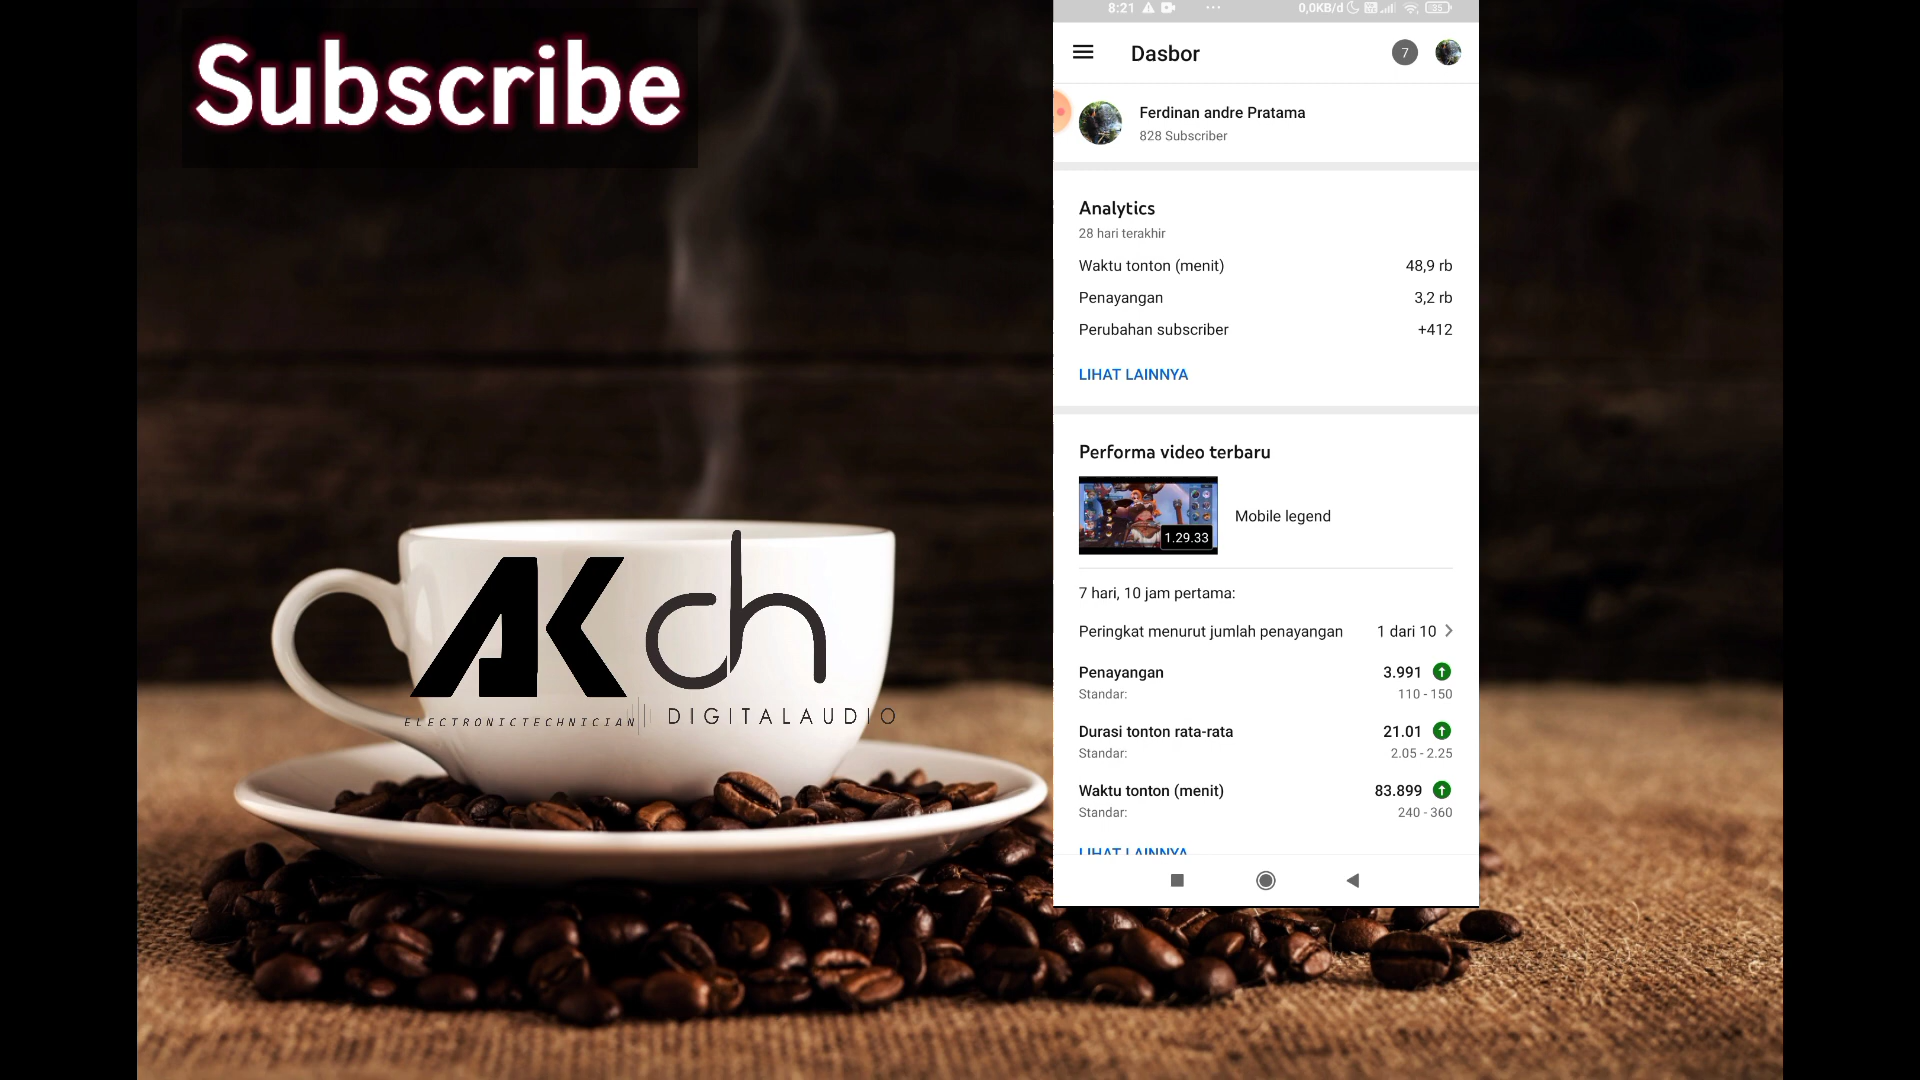 Subscribe
AK ch
ELECTRONICTECHNICIAN
DIGITALAUDIO
8:21
0,0KB/d
35
Dasbor
7
Ferdinan andre Pratama
828 Subscriber
Analytics
28 hari terakhir
Waktu tonton (menit) 48,9 rb
Penayangan 3,2 rb
Perubahan subscriber +412
LIHAT LAINNYA
Performa video terbaru
1.29.33
Mobile legend
7 hari, 10 jam pertama:
Peringkat menurut jumlah penayangan 1 dari 10
Penayangan 3.991
Standar: 110 - 150
Durasi tonton rata-rata 21.01
Standar: 2.05 - 2.25
Waktu tonton (menit) 83.899
Standar: 240 - 360
LIHAT LAINNYA